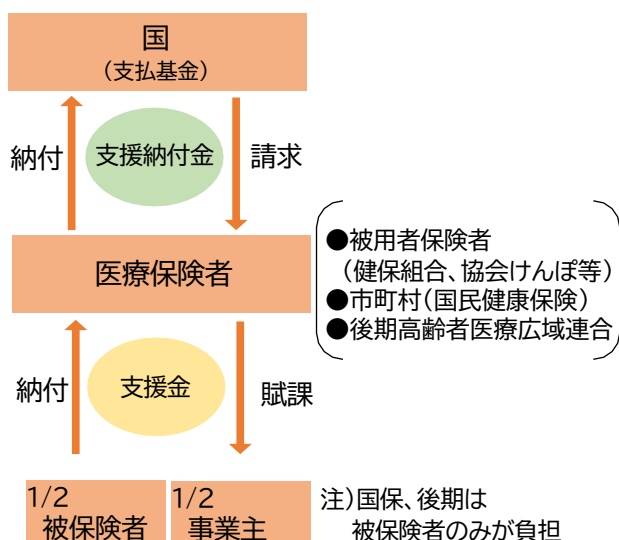 国
（支払基金）
納付
支援納付金
請求
医療保険者
●被用者保険者
（健保組合、協会けんぽ等）
●市町村（国民健康保険）
●後期高齢者医療広域連合
納付
支援金
賦課
1/2
被保険者
1/2
事業主
注）国保、後期は
被保険者のみが負担